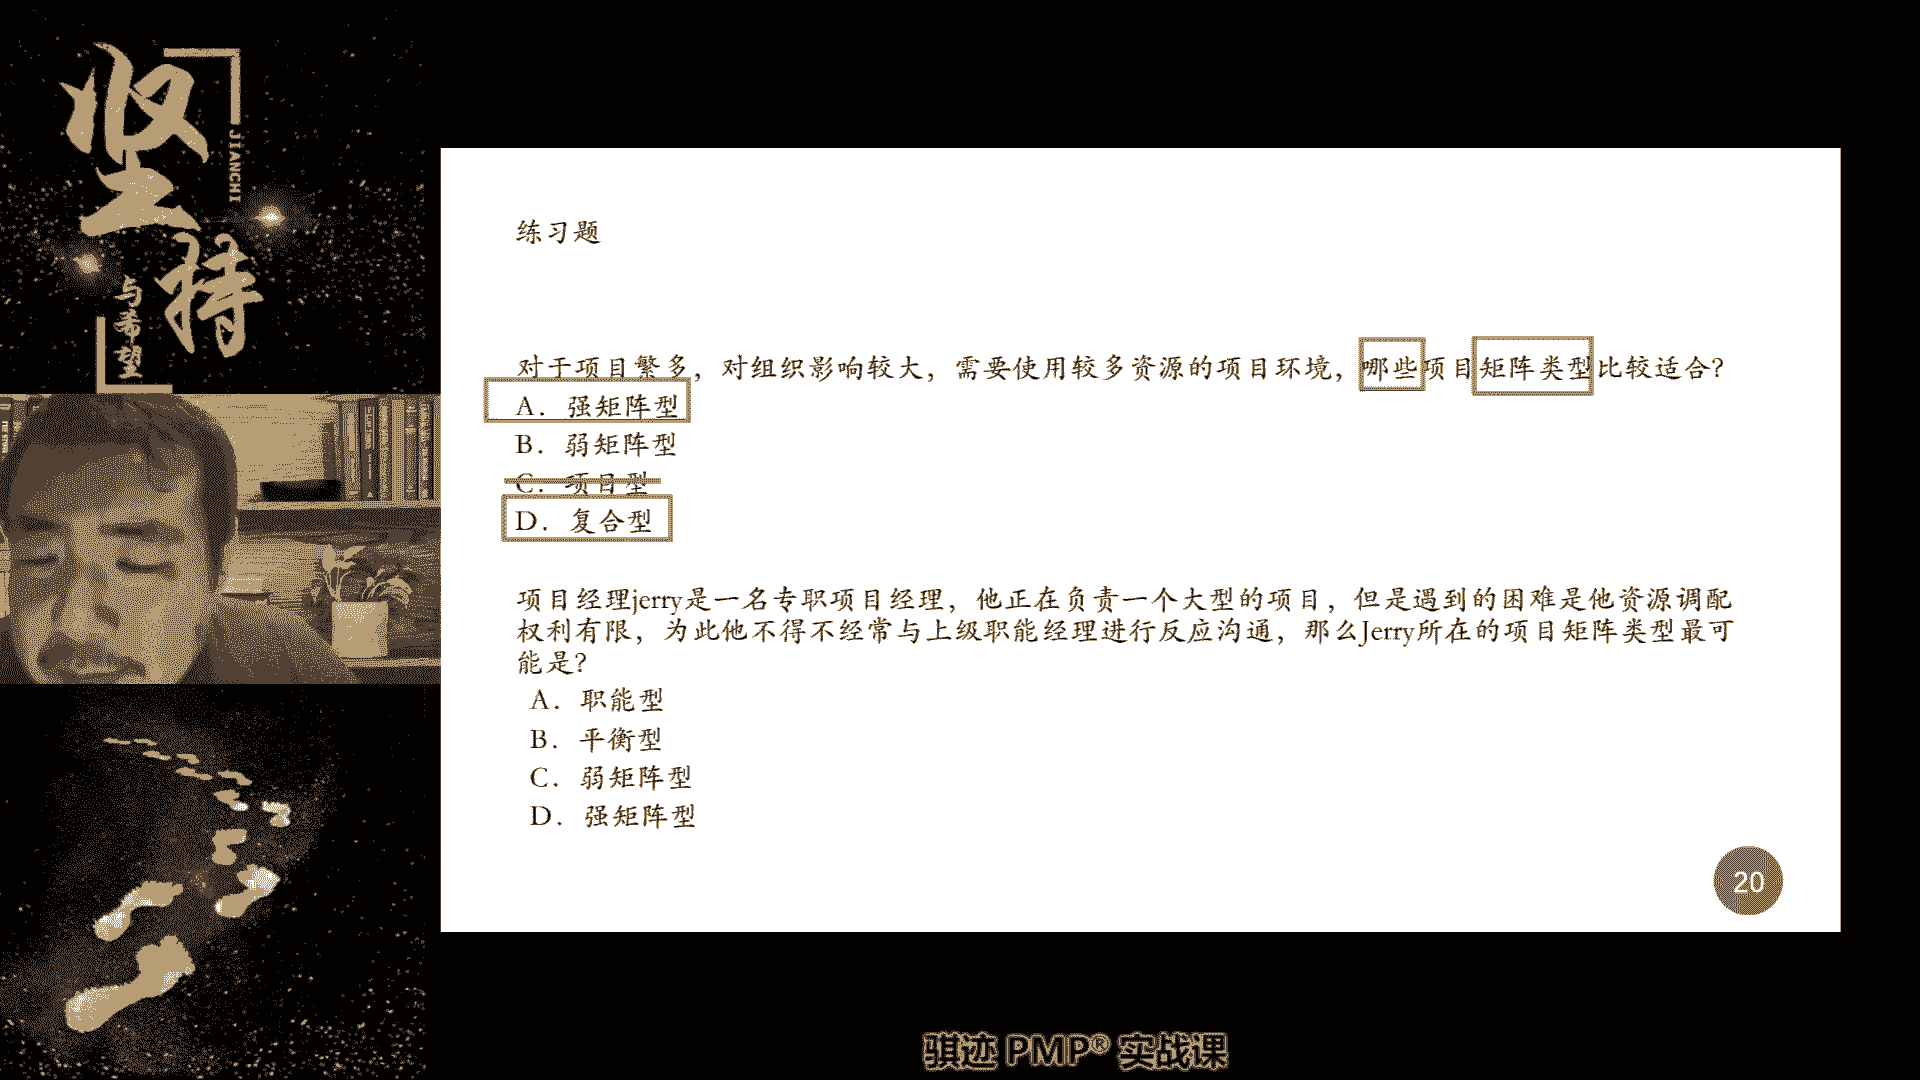 坚持
JIANCHI
与希望
练习题
对于项目繁多，对组织影响较大，需要使用较多资源的项目环境，哪些项目矩阵类型比较适合？
A．强矩阵型
B．弱矩阵型
C．项目型
D．复合型
项目经理jerry是一名专职项目经理，他正在负责一个大型的项目，但是遇到的困难是他资源调配
权利有限，为此他不得不经常与上级职能经理进行反应沟通，那么Jerry所在的项目矩阵类型最可
能是？
A．职能型
B．平衡型
C．弱矩阵型
D．强矩阵型
20
骐迹 PMP® 实战课